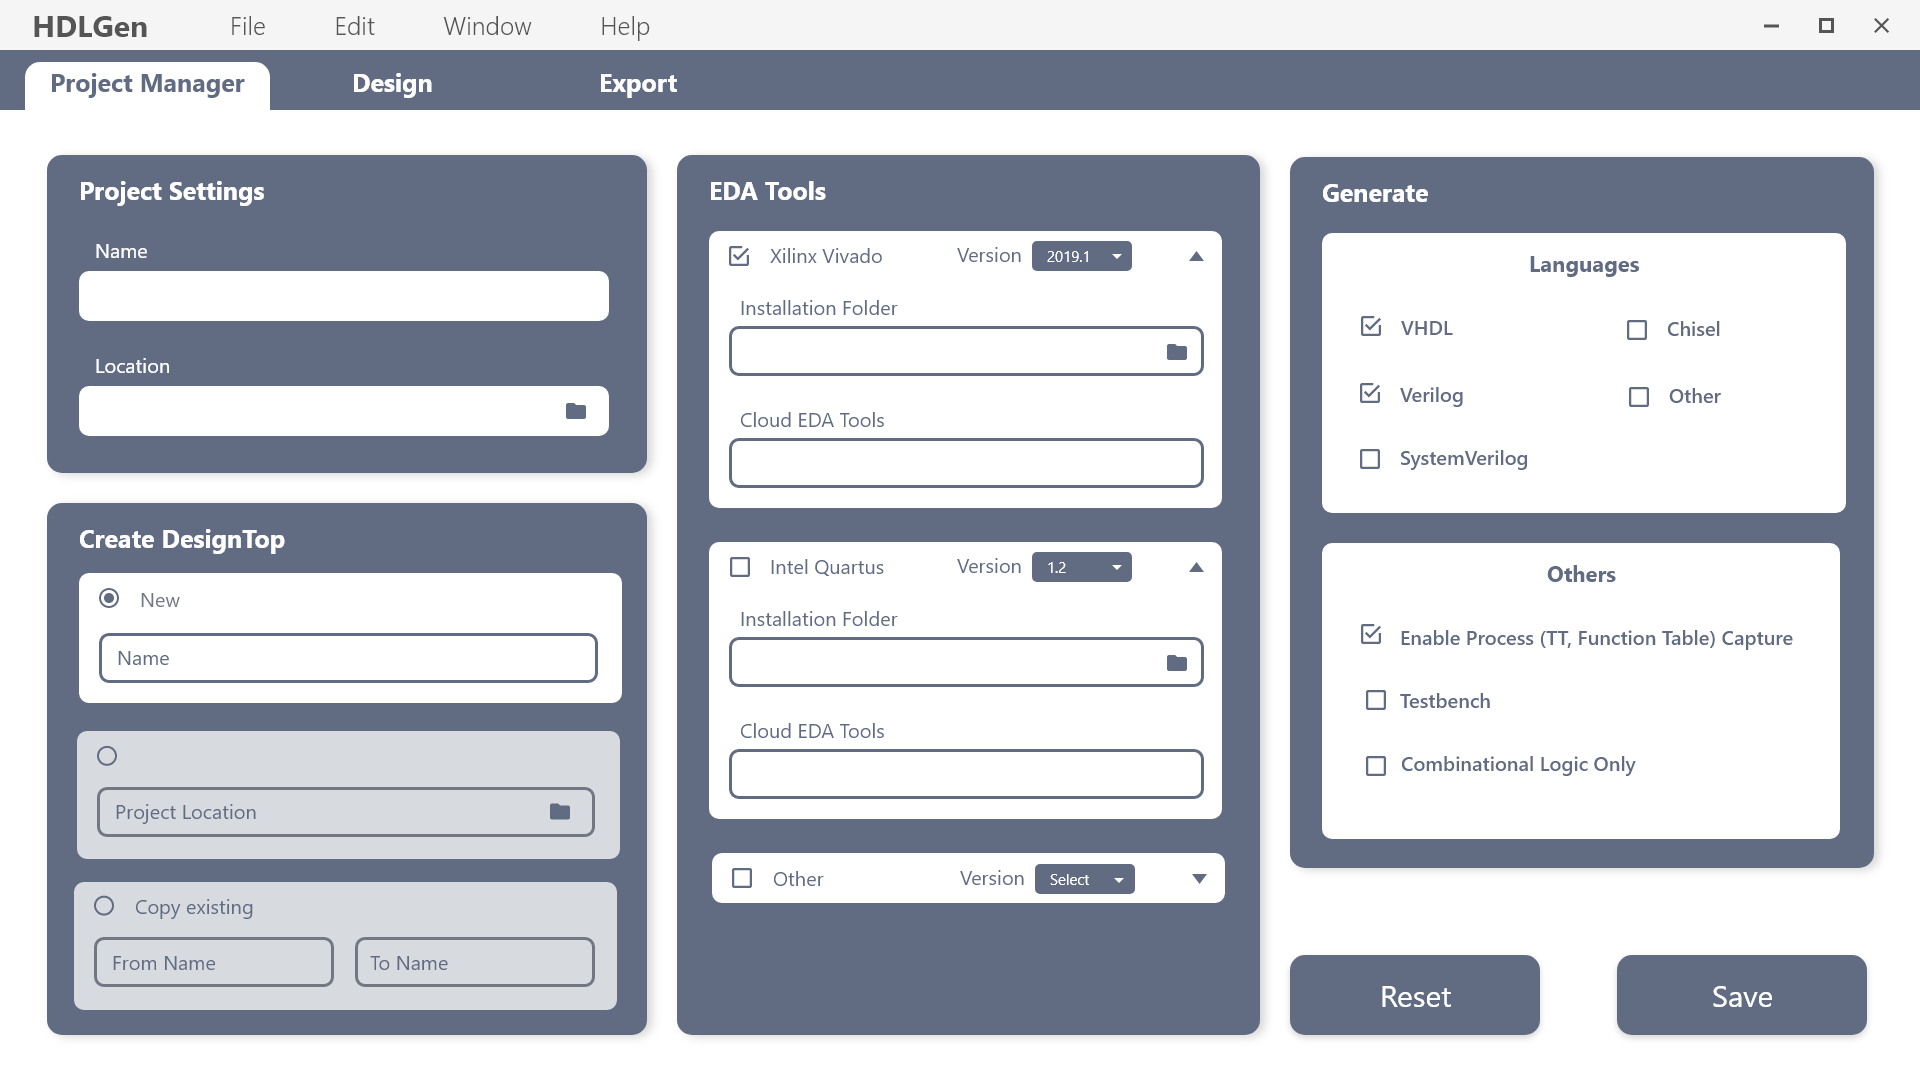 HDLGen File Edit Window Help
Project Manager Design Export
Project Settings
Name
Location
Create DesignTop
New
Name
Project Location
Copy existing
From Name To Name
EDA Tools
Xilinx Vivado Version 2019.1
Installation Folder
Cloud EDA Tools
Intel Quartus Version 1.2
Installation Folder
Cloud EDA Tools
Other Version Select
Generate
Languages
VHDL Chisel
Verilog Other
SystemVerilog
Others
Enable Process (TT, Function Table) Capture
Testbench
Combinational Logic Only
Reset Save